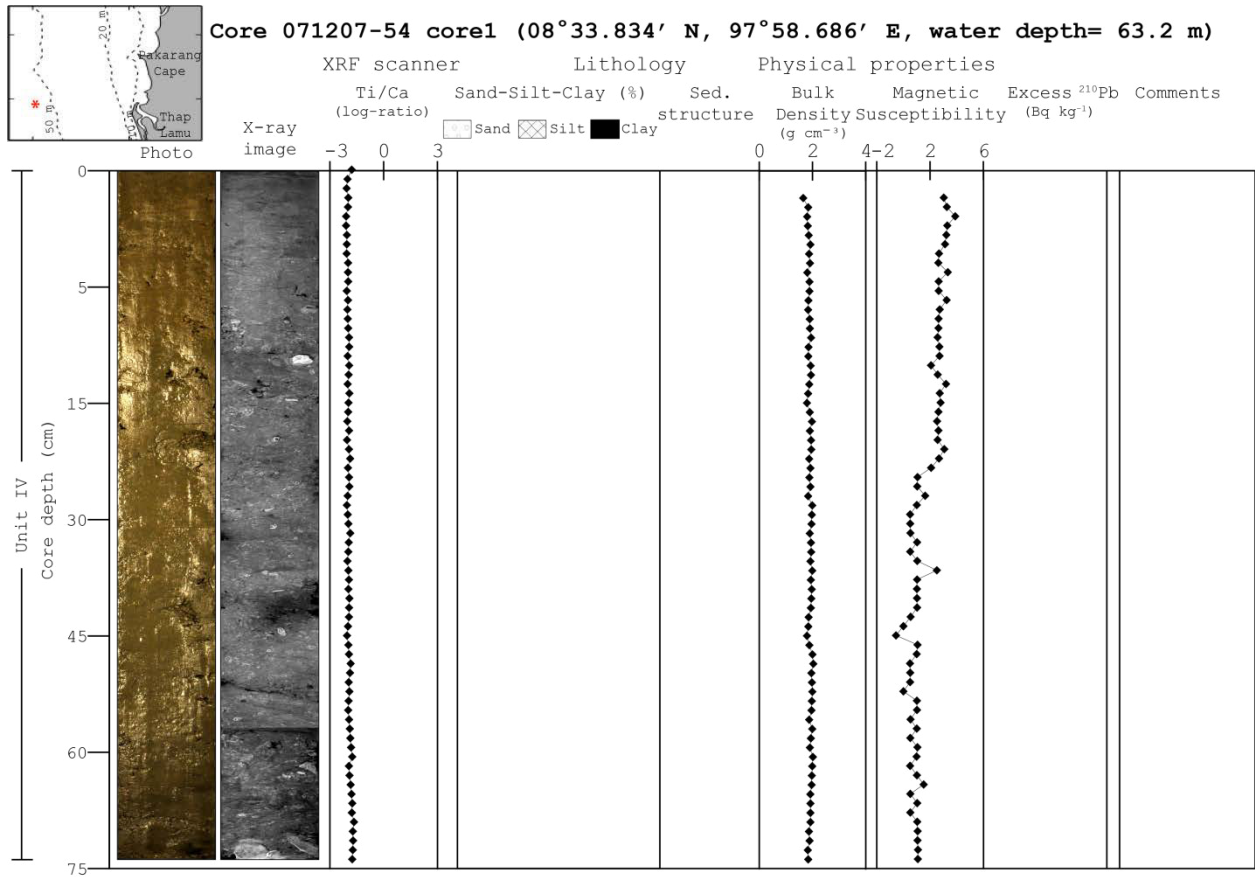 Core 071207-54 core1 (08°33.834′ N, 97°58.686′ E, water depth= 63.2 m)
20 m
Pakarang
Cape
*
50 m
Thap
Lamu
XRF scanner Lithology Physical properties
Ti/Ca Sand-Silt-Clay (%) Sed. Bulk Magnetic Excess ²¹⁰Pb Comments
(log-ratio) structure Density Susceptibility (Bq kg⁻¹)
Sand Silt Clay
(g cm⁻³)
Photo X-ray
image
-3 0 3 0 2 4 -2 2 6
0
5
15
30
45
60
75
Unit IV
Core depth (cm)